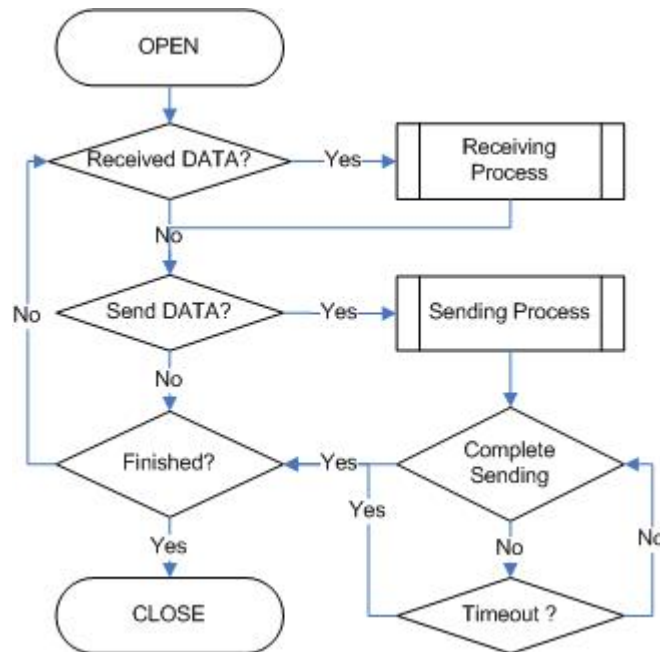 OPEN
Received DATA?
Yes
Receiving
Process
No
Send DATA?
Yes
Sending Process
No
No
Finished?
Yes
Complete
Sending
Yes
No
No
Yes
CLOSE
Timeout ?